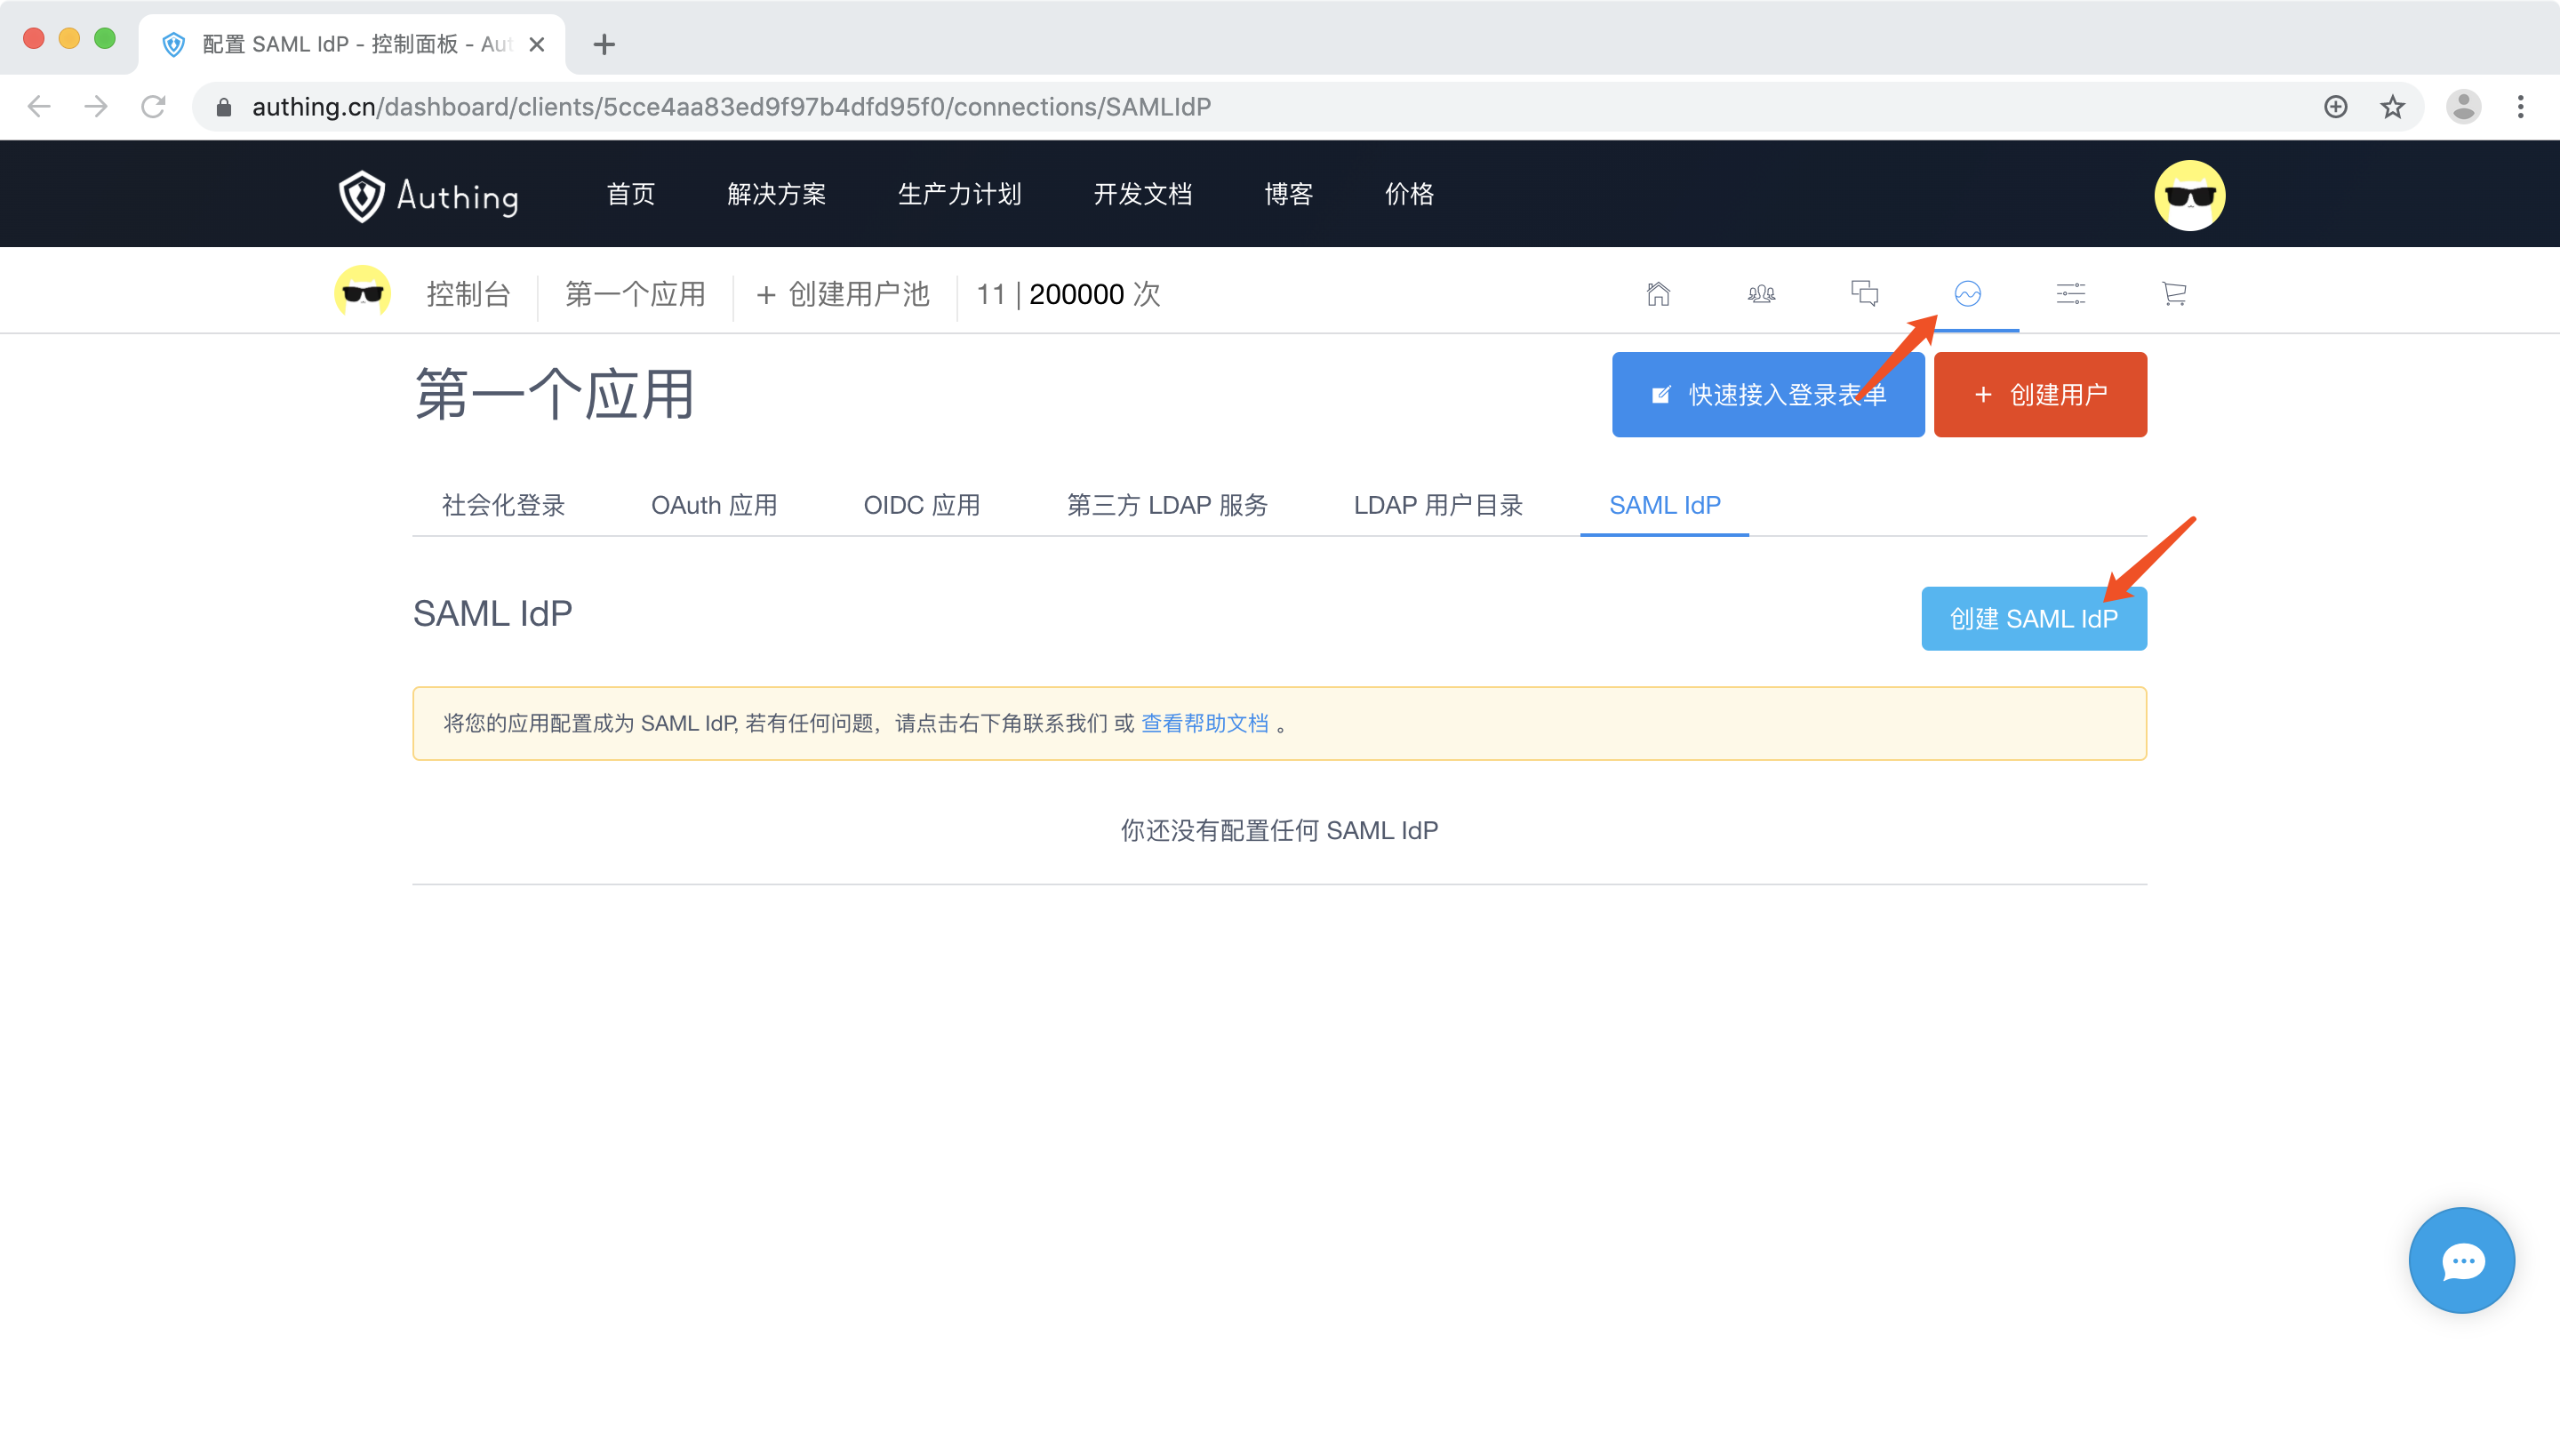 配置 SAML IdP - 控制面板 - Aut
authing.cn/dashboard/clients/5cce4aa83ed9f97b4dfd95f0/connections/SAMLIdP
Authing 首页 解决方案 生产力计划 开发文档 博客 价格
控制台 第一个应用 + 创建用户池 11 | 200000 次
第一个应用 快速接入登录表单 + 创建用户
社会化登录 OAuth 应用 OIDC 应用 第三方 LDAP 服务 LDAP 用户目录 SAML IdP
SAML IdP 创建 SAML IdP
将您的应用配置成为 SAML IdP, 若有任何问题，请点击右下角联系我们 或 查看帮助文档 。
你还没有配置任何 SAML IdP